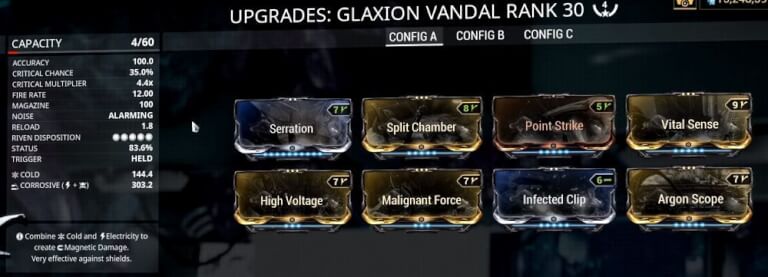 UPGRADES: GLAXION VANDAL RANK 30 4
CONFIG A CONFIG B CONFIG C
CAPACITY 4/60
ACCURACY 100.0
CRITICAL CHANCE 35.0%
CRITICAL MULTIPLIER 4.4x
FIRE RATE 12.00
MAGAZINE 100
NOISE ALARMING
RELOAD 1.8
RIVEN DISPOSITION
STATUS 83.6%
TRIGGER HELD
COLD 144.4
CORROSIVE ( + ) 303.2
Combine Cold and Electricity to
create Magnetic Damage.
Very effective against shields.
7 8 5 9
Serration Split Chamber Point Strike Vital Sense
7 7 6 7
High Voltage Malignant Force Infected Clip Argon Scope